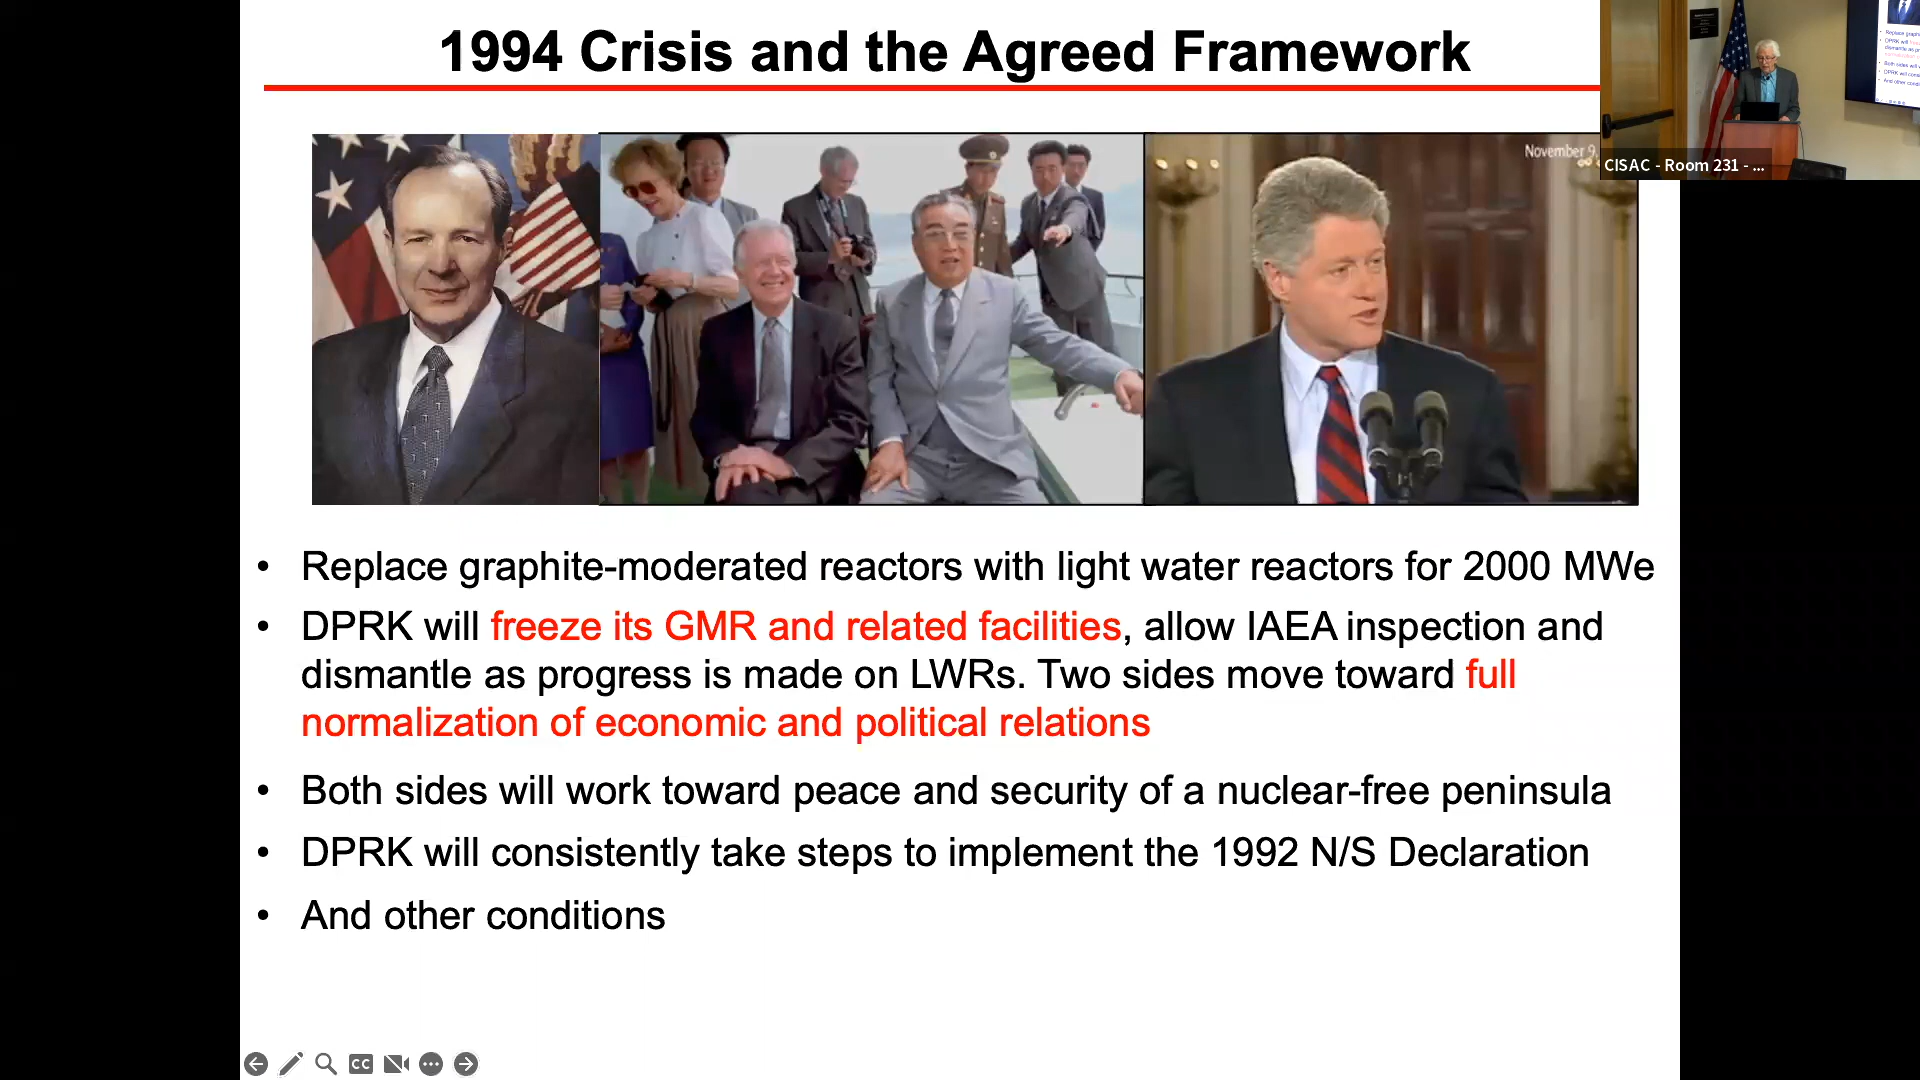 1994 Crisis and the Agreed Framework
November 9,
CISAC - Room 231 - ...
• Replace graphite-moderated reactors with light water reactors for 2000 MWe
• DPRK will freeze its GMR and related facilities, allow IAEA inspection and
dismantle as progress is made on LWRs. Two sides move toward full
normalization of economic and political relations
• Both sides will work toward peace and security of a nuclear-free peninsula
• DPRK will consistently take steps to implement the 1992 N/S Declaration
• And other conditions
CC